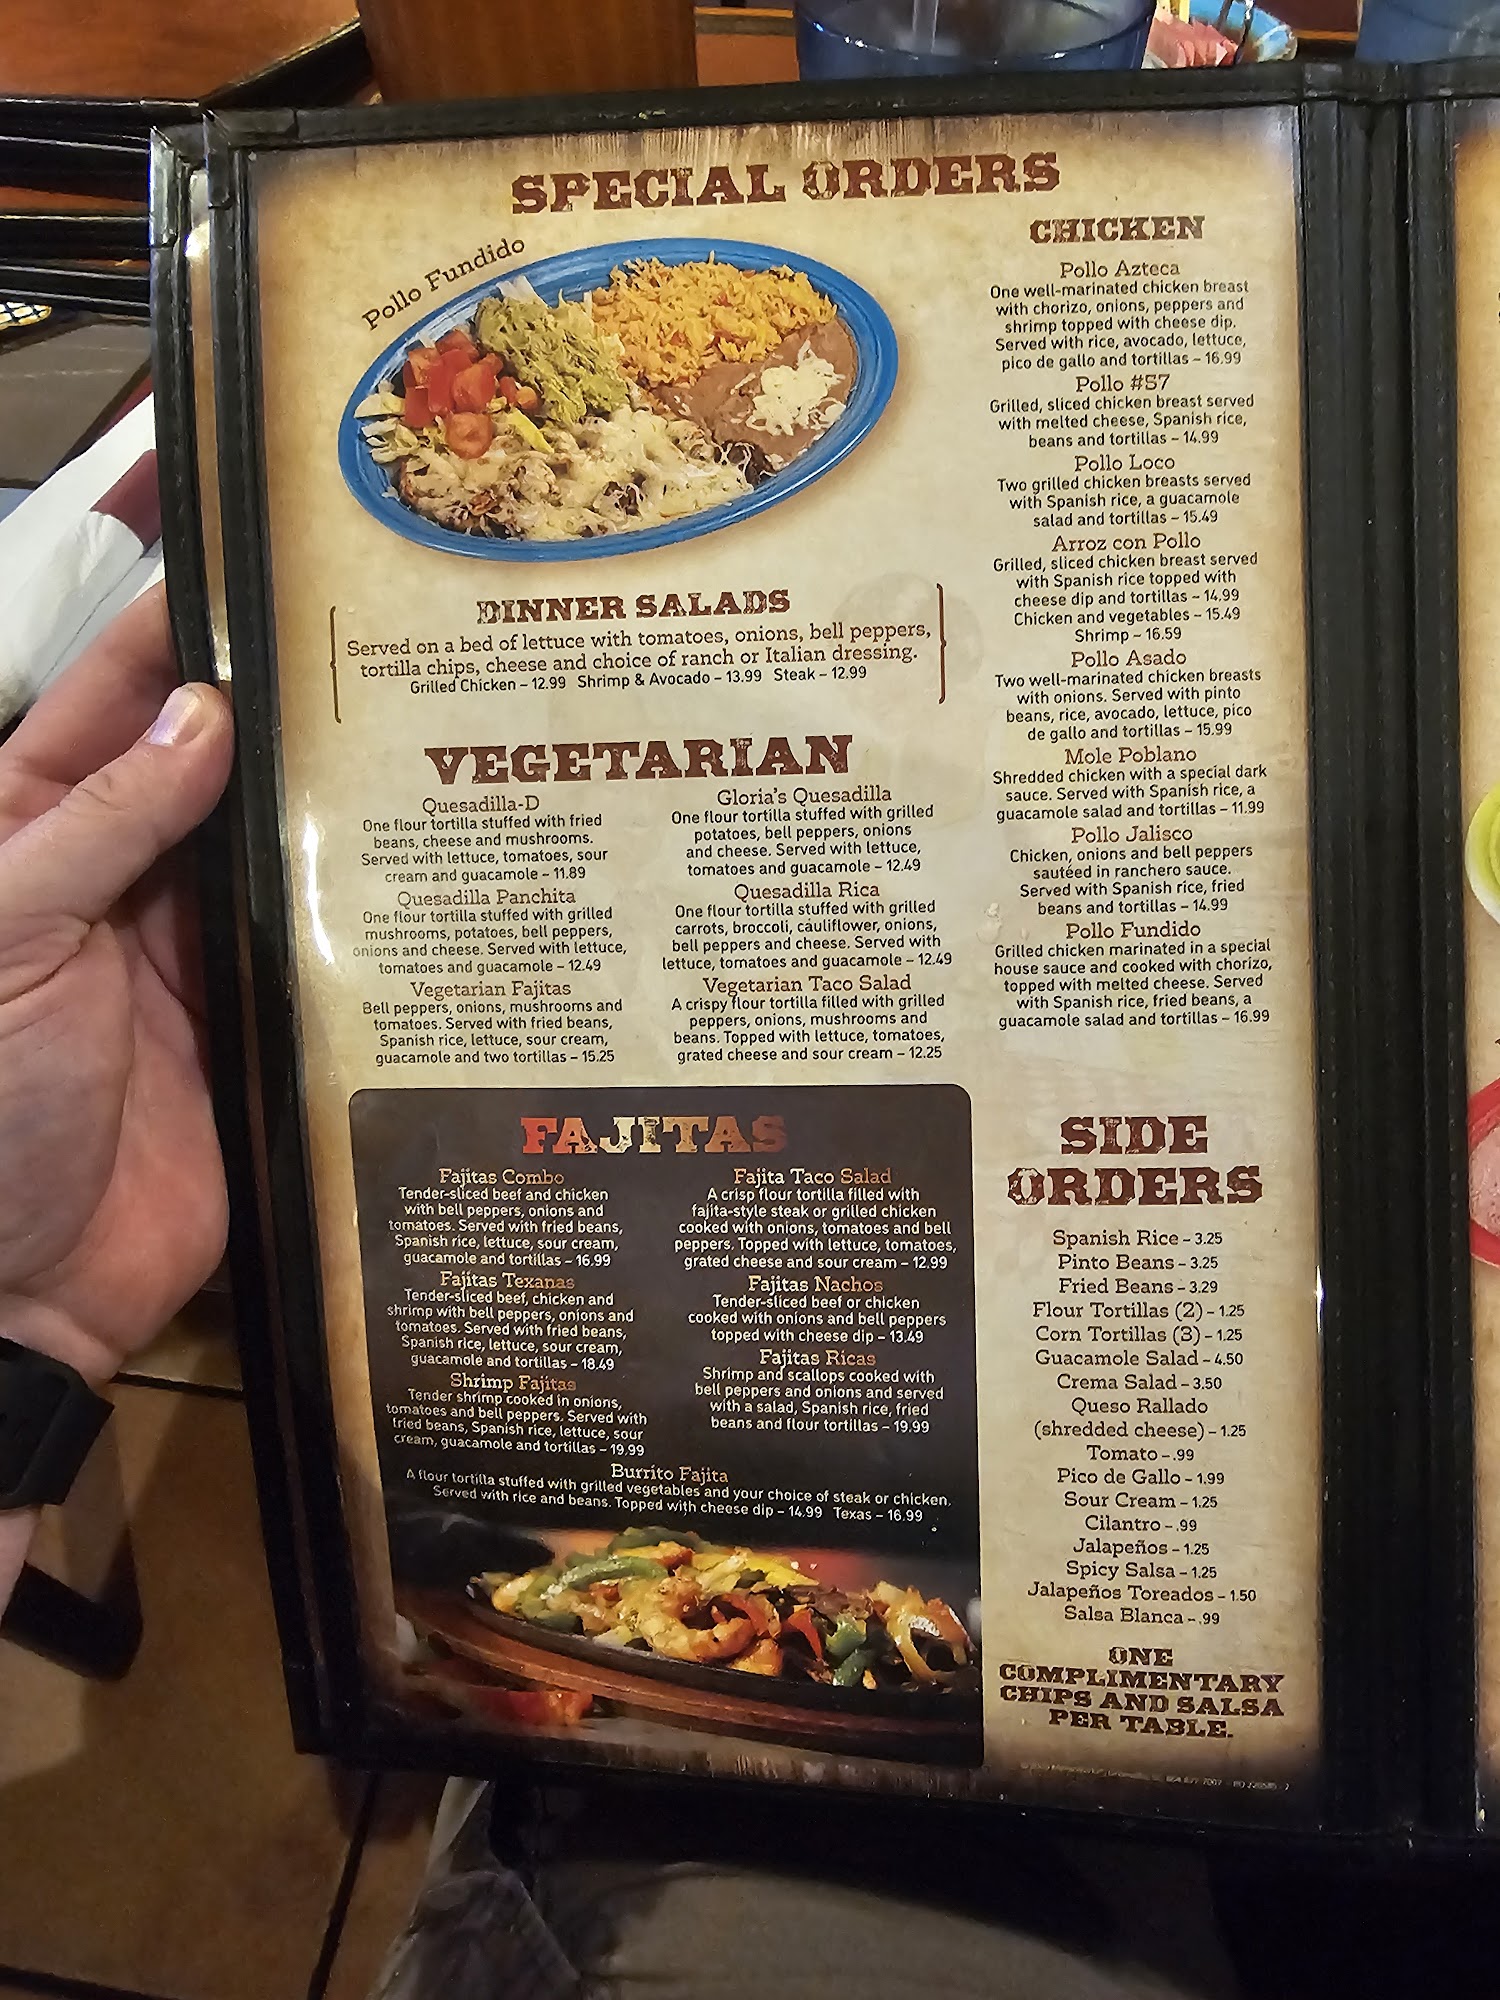 SPECIAL ORDERS
Pollo Fundido
DINNER SALADS
Served on a bed of lettuce with tomatoes, onions, bell peppers,
tortilla chips, cheese and choice of ranch or Italian dressing.
Grilled Chicken – 12.99 Shrimp & Avocado – 13.99 Steak – 12.99
VEGETARIAN
Quesadilla-D
One flour tortilla stuffed with fried
beans, cheese and mushrooms.
Served with lettuce, tomatoes, sour
cream and guacamole – 11.89
Quesadilla Panchita
One flour tortilla stuffed with grilled
mushrooms, potatoes, bell peppers,
onions and cheese. Served with lettuce,
tomatoes and guacamole – 12.49
Vegetarian Fajitas
Bell peppers, onions, mushrooms and
tomatoes. Served with fried beans,
Spanish rice, lettuce, sour cream,
guacamole and two tortillas – 15.25
Gloria's Quesadilla
One flour tortilla stuffed with grilled
potatoes, bell peppers, onions
and cheese. Served with lettuce,
tomatoes and guacamole – 12.49
Quesadilla Rica
One flour tortilla stuffed with grilled
carrots, broccoli, cauliflower, onions,
bell peppers and cheese. Served with
lettuce, tomatoes and guacamole – 12.49
Vegetarian Taco Salad
A crispy flour tortilla filled with grilled
peppers, onions, mushrooms and
beans. Topped with lettuce, tomatoes,
grated cheese and sour cream – 12.25
FAJITAS
Fajitas Combo
Tender-sliced beef and chicken
with bell peppers, onions and
tomatoes. Served with fried beans,
Spanish rice, lettuce, sour cream,
guacamole and tortillas – 16.99
Fajitas Texanas
Tender-sliced beef, chicken and
shrimp with bell peppers, onions and
tomatoes. Served with fried beans,
Spanish rice, lettuce, sour cream,
guacamole and tortillas – 18.49
Shrimp Fajitas
Tender shrimp cooked in onions,
tomatoes and bell peppers. Served with
fried beans, Spanish rice, lettuce, sour
cream, guacamole and tortillas – 19.99
Fajita Taco Salad
A crisp flour tortilla filled with
fajita-style steak or grilled chicken
cooked with onions, tomatoes and bell
peppers. Topped with lettuce, tomatoes,
grated cheese and sour cream – 12.99
Fajitas Nachos
Tender-sliced beef or chicken
cooked with onions and bell peppers
topped with cheese dip – 13.49
Fajitas Ricas
Shrimp and scallops cooked with
bell peppers and onions and served
with a salad, Spanish rice, fried
beans and flour tortillas – 19.99
Burrito Fajita
A flour tortilla stuffed with grilled vegetables and your choice of steak or chicken.
Served with rice and beans. Topped with cheese dip – 14.99 Texas – 16.99
CHICKEN
Pollo Azteca
One well-marinated chicken breast
with chorizo, onions, peppers and
shrimp topped with cheese dip.
Served with rice, avocado, lettuce,
pico de gallo and tortillas – 16.99
Pollo #57
Grilled, sliced chicken breast served
with melted cheese, Spanish rice,
beans and tortillas – 14.99
Pollo Loco
Two grilled chicken breasts served
with Spanish rice, a guacamole
salad and tortillas – 15.49
Arroz con Pollo
Grilled, sliced chicken breast served
with Spanish rice topped with
cheese dip and tortillas – 14.99
Chicken and vegetables – 15.49
Shrimp – 16.59
Pollo Asado
Two well-marinated chicken breasts
with onions. Served with pinto
beans, rice, avocado, lettuce, pico
de gallo and tortillas – 15.99
Mole Poblano
Shredded chicken with a special dark
sauce. Served with Spanish rice, a
guacamole salad and tortillas – 11.99
Pollo Jalisco
Chicken, onions and bell peppers
sautéed in ranchero sauce.
Served with Spanish rice, fried
beans and tortillas – 14.99
Pollo Fundido
Grilled chicken marinated in a special
house sauce and cooked with chorizo,
topped with melted cheese. Served
with Spanish rice, fried beans, a
guacamole salad and tortillas – 16.99
SIDE
ORDERS
Spanish Rice – 3.25
Pinto Beans – 3.25
Fried Beans – 3.29
Flour Tortillas (2) – 1.25
Corn Tortillas (3) – 1.25
Guacamole Salad – 4.50
Crema Salad – 3.50
Queso Rallado
(shredded cheese) – 1.25
Tomato – .99
Pico de Gallo – 1.99
Sour Cream – 1.25
Cilantro – .99
Jalapeños – 1.25
Spicy Salsa – 1.25
Jalapeños Toreados – 1.50
Salsa Blanca – .99
ONE
COMPLIMENTARY
CHIPS AND SALSA
PER TABLE.